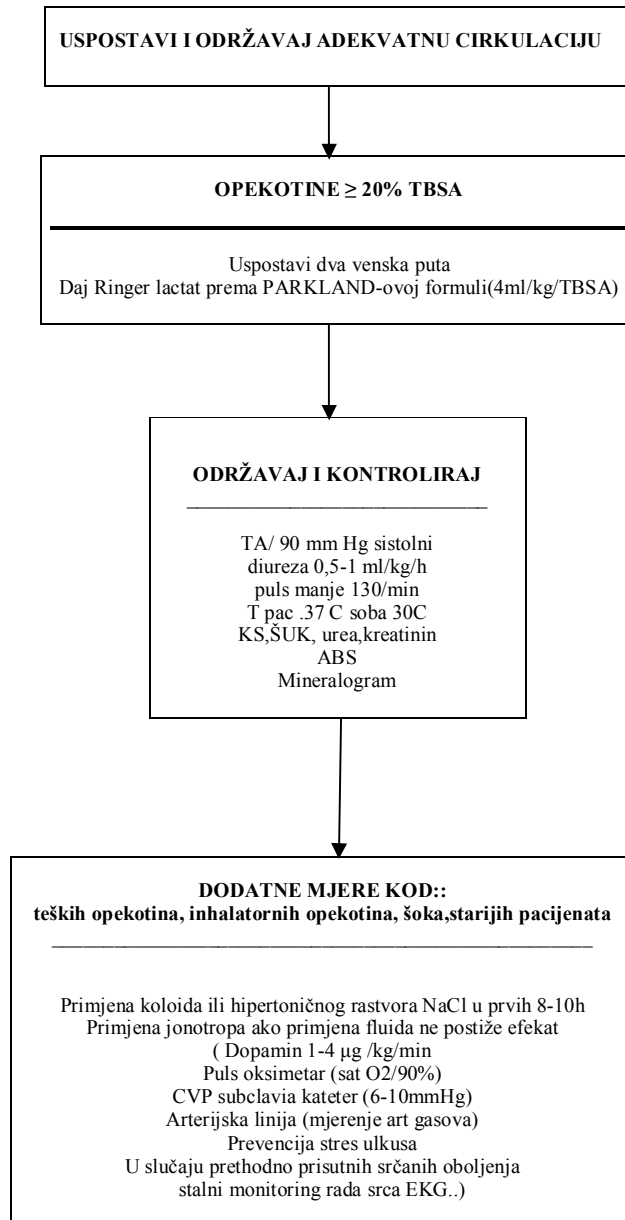 USPOSTAVI I ODRŽAVAJ ADEKVATNU CIRKULACIJU
OPEKOTINE ≥ 20% TBSA
Uspostavi dva venska puta
Daj Ringer lactat prema PARKLAND-ovoj formuli(4ml/kg/TBSA)
ODRŽAVAJ I KONTROLIRAJ
TA/ 90 mm Hg sistolni
diureza 0,5-1 ml/kg/h
puls manje 130/min
T pac .37 C soba 30C
KS,ŠUK, urea,kreatinin
ABS
Mineralogram
DODATNE MJERE KOD::
teških opekotina, inhalatornih opekotina, šoka,starijih pacijenata
Primjena koloida ili hipertoničnog rastvora NaCl u prvih 8-10h
Primjena jonotropa ako primjena fluida ne postiže efekat
( Dopamin 1-4 µg /kg/min
Puls oksimetar (sat O2/90%)
CVP subclavia kateter (6-10mmHg)
Arterijska linija (mjerenje art gasova)
Prevencija stres ulkusa
U slučaju prethodno prisutnih srčanih oboljenja
stalni monitoring rada srca EKG..)